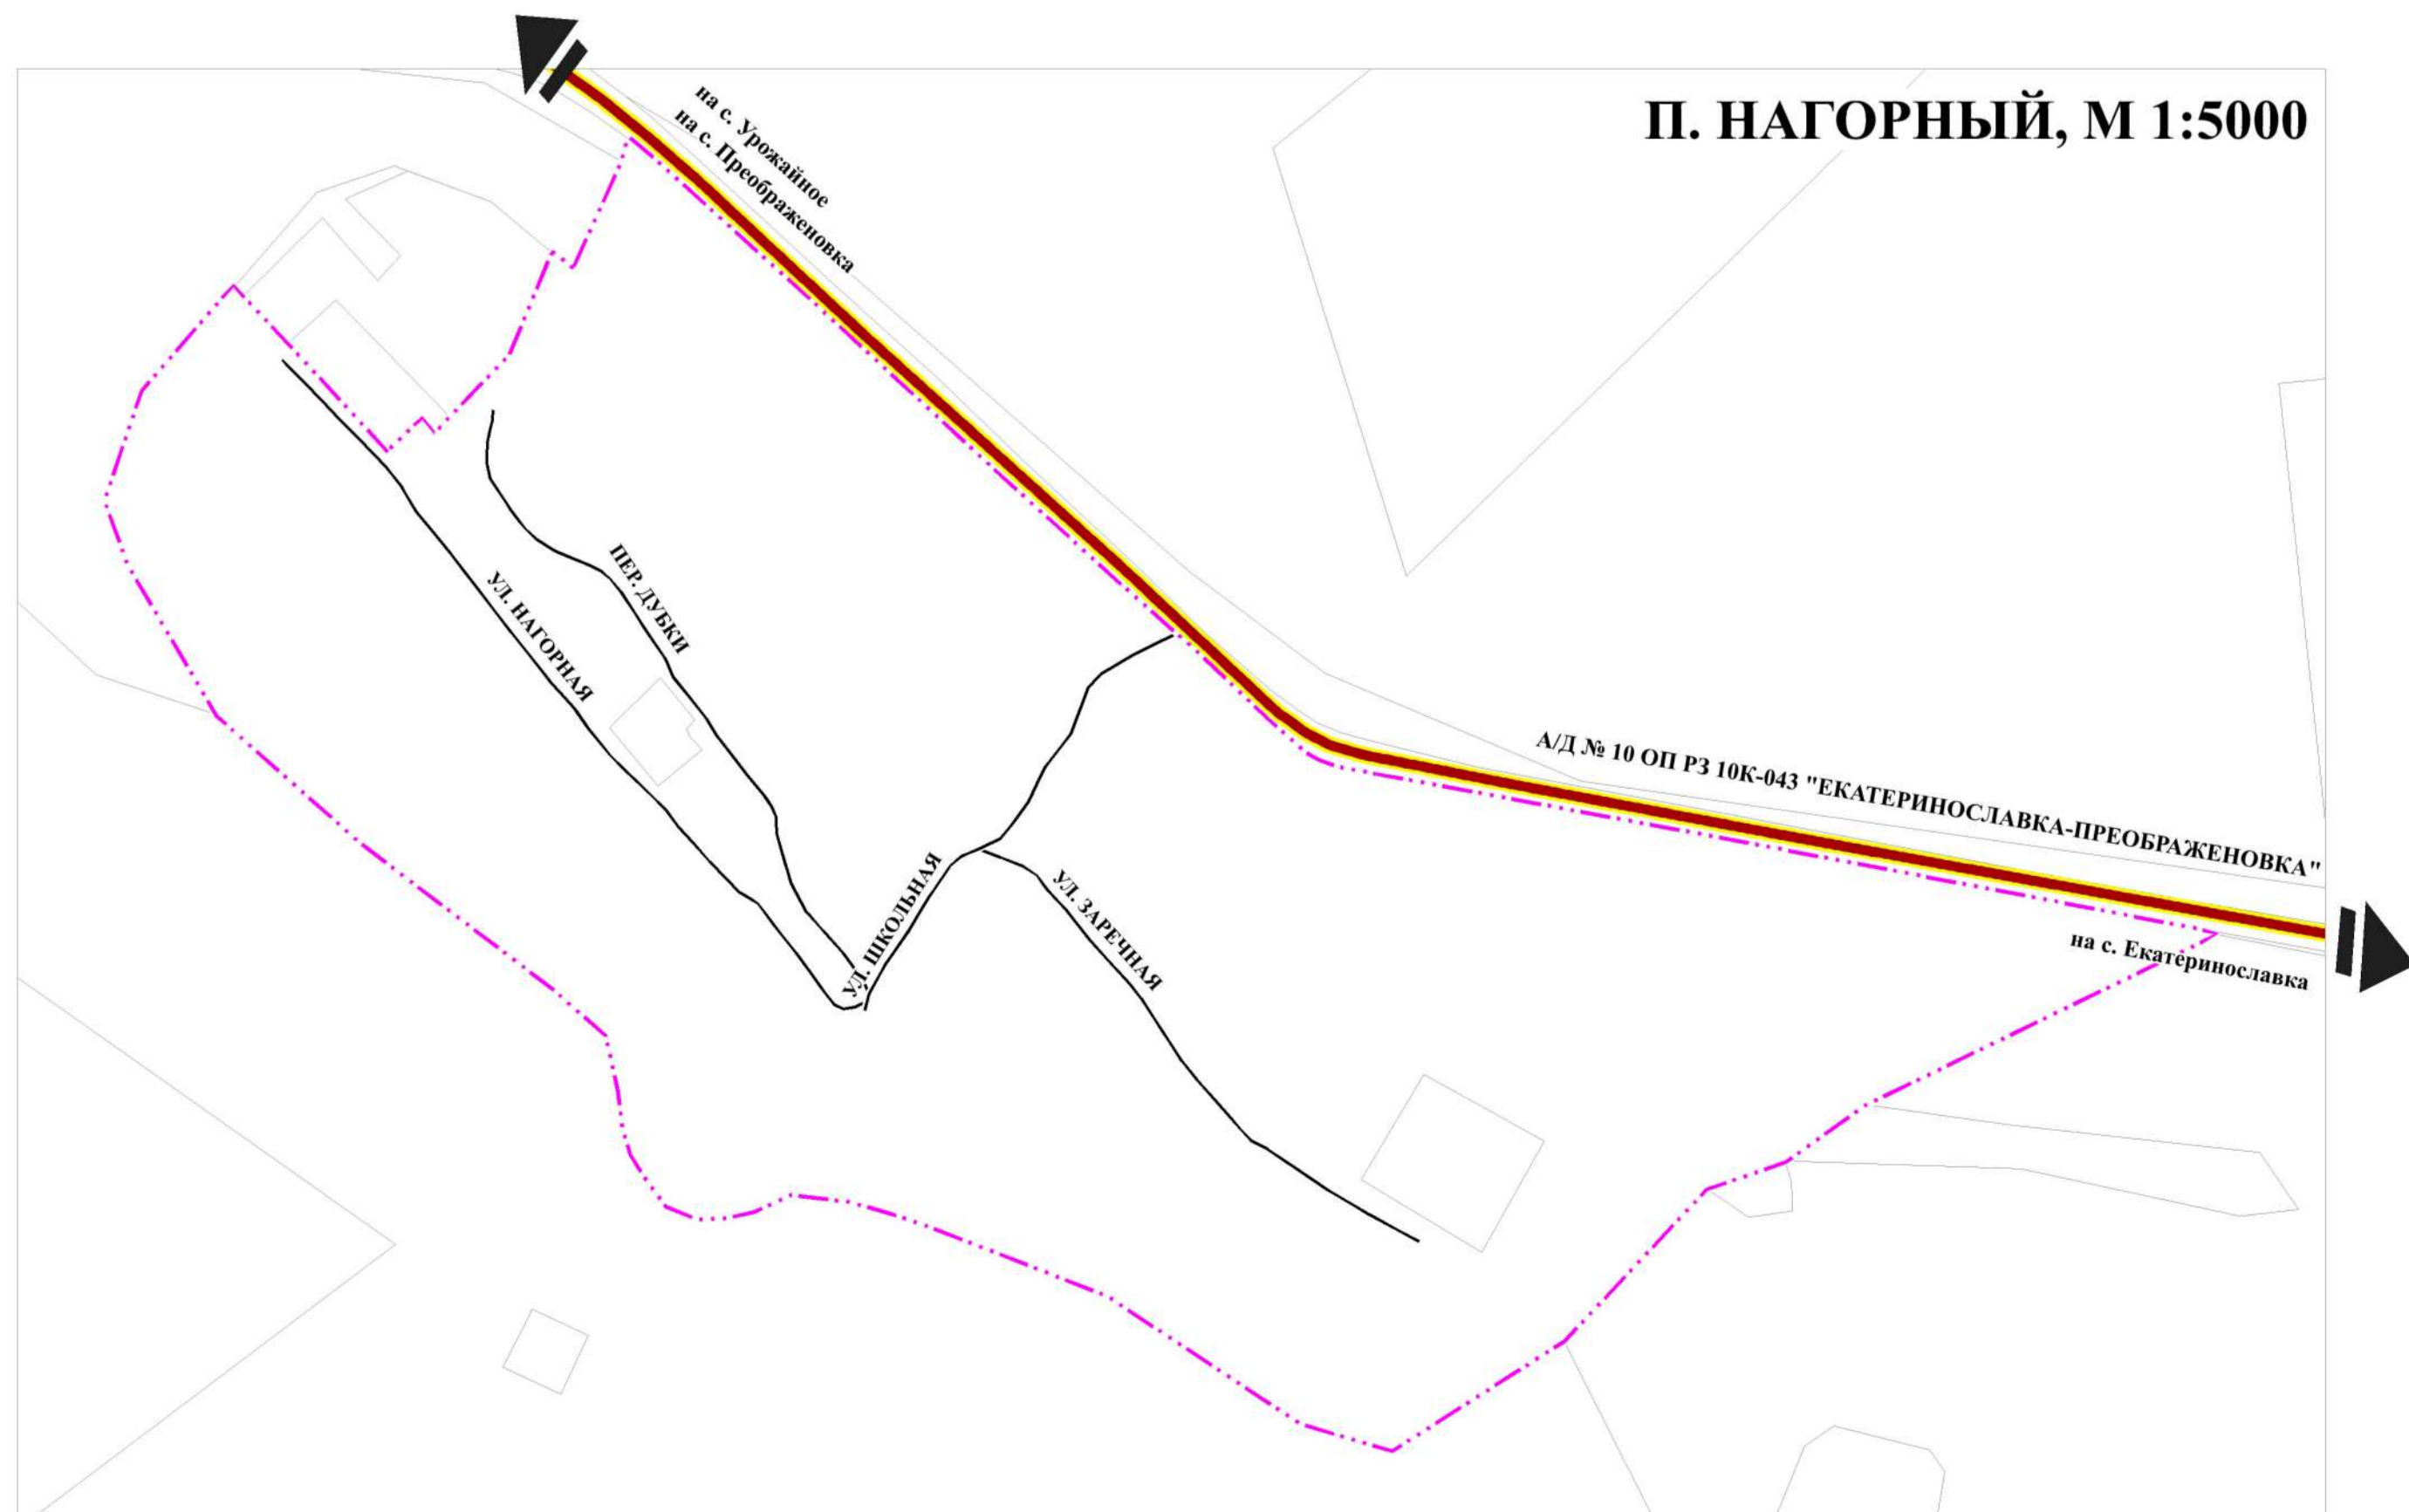 П. НАГОРНЫЙ, М 1:5000
на с. Урожайное
на с. Преображеновка
ПЕР. ДУБКИ
УЛ. НАГОРНАЯ
А/Д № 10 ОП РЗ 10К-043 "ЕКАТЕРИНОСЛАВКА-ПРЕОБРАЖЕНОВКА"
УЛ. ШКОЛЬНАЯ
УЛ. ЗАРЕЧНАЯ
на с. Екатеринославка